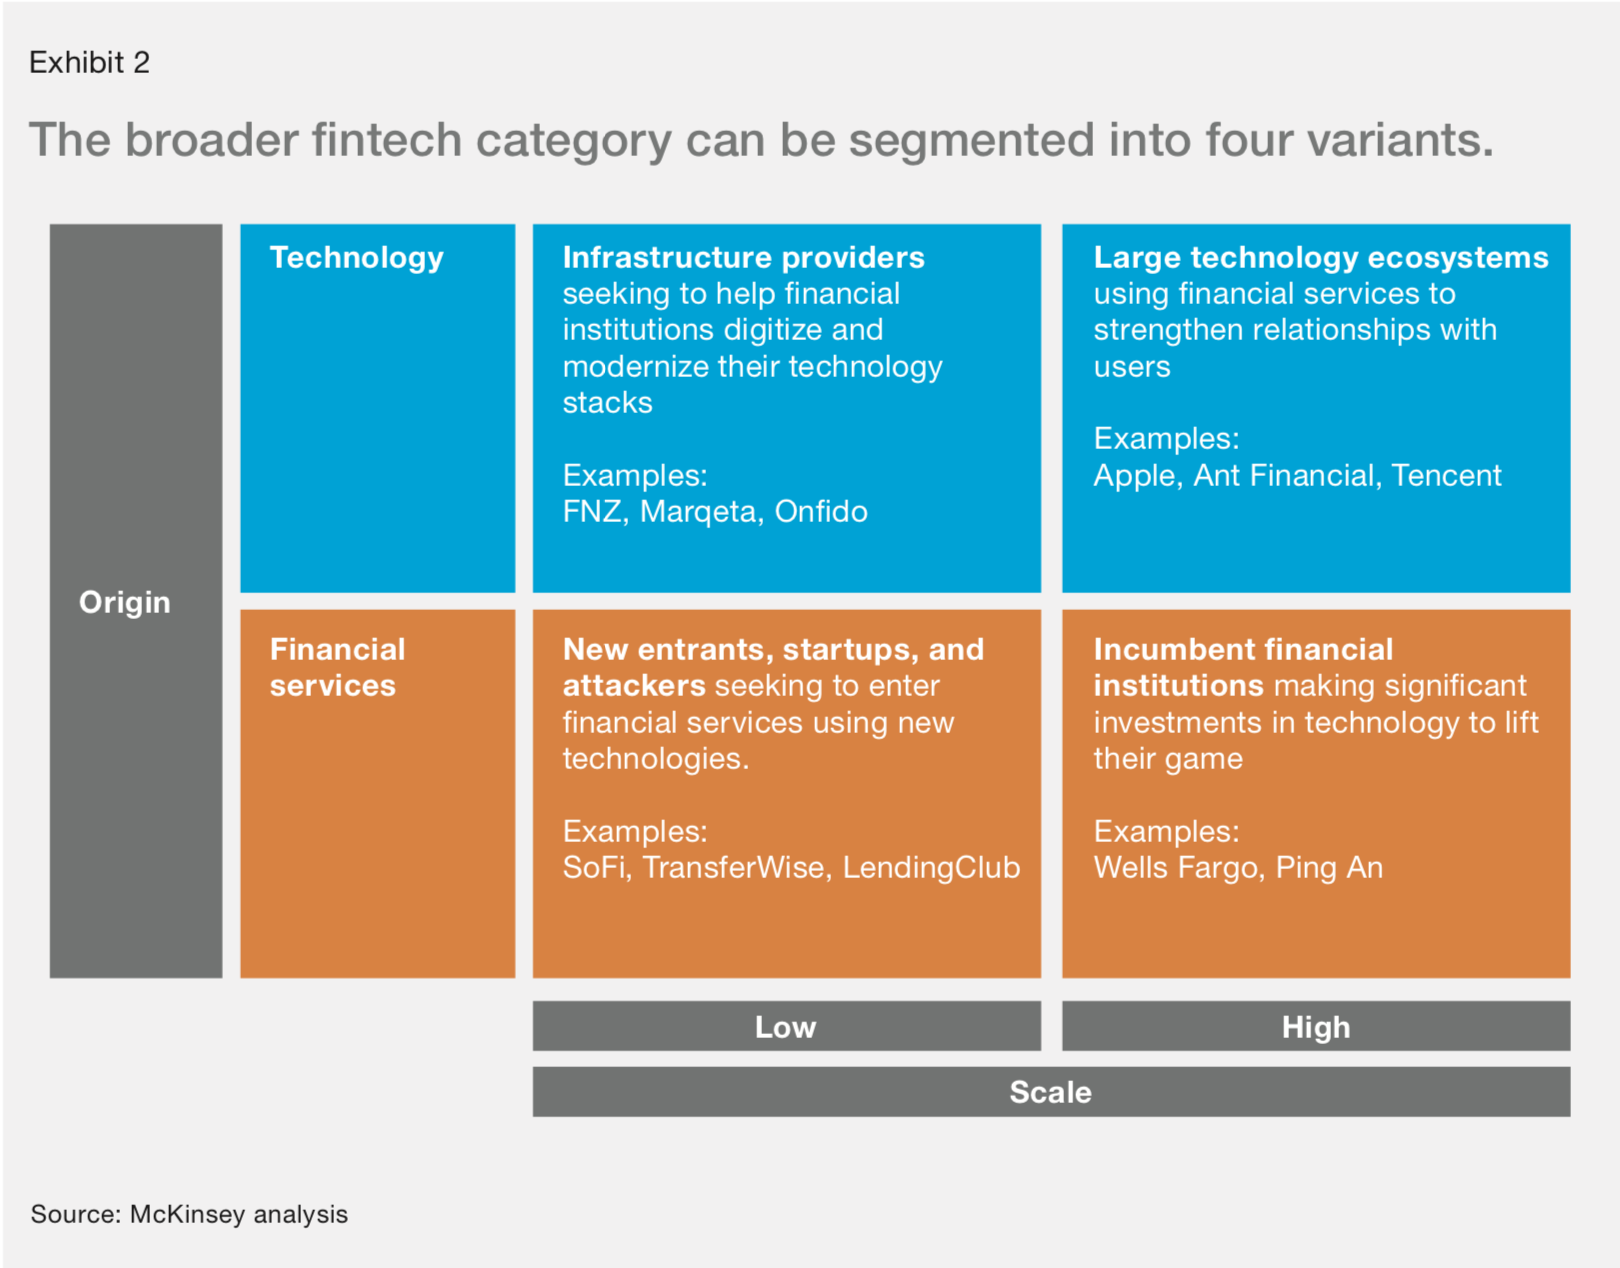 Exhibit 2
The broader fintech category can be segmented into four variants.
Origin
Technology
Infrastructure providers
seeking to help financial
institutions digitize and
modernize their technology
stacks
Examples:
FNZ, Marqeta, Onfido
Large technology ecosystems
using financial services to
strengthen relationships with
users
Examples:
Apple, Ant Financial, Tencent
Financial
services
New entrants, startups, and
attackers seeking to enter
financial services using new
technologies.
Examples:
SoFi, TransferWise, LendingClub
Incumbent financial
institutions making significant
investments in technology to lift
their game
Examples:
Wells Fargo, Ping An
Low
High
Scale
Source: McKinsey analysis